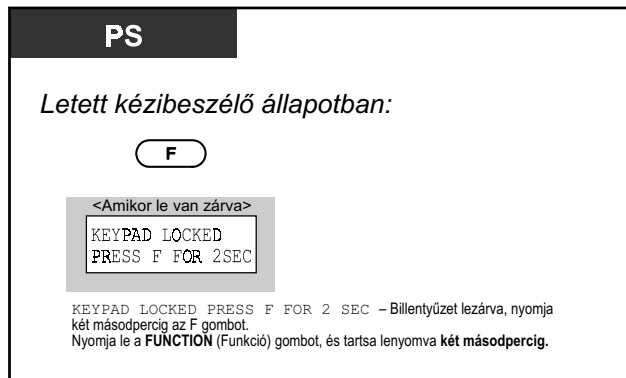 PS
Letett kézibeszélő állapotban:
F
<Amikor le van zárva>
KEYPAD LOCKED
PRESS F FOR 2SEC
KEYPAD LOCKED PRESS F FOR 2 SEC – Billentyűzet lezárva, nyomja
két másodpercig az F gombot.
Nyomja le a FUNCTION (Funkció) gombot, és tartsa lenyomva két másodpercig.